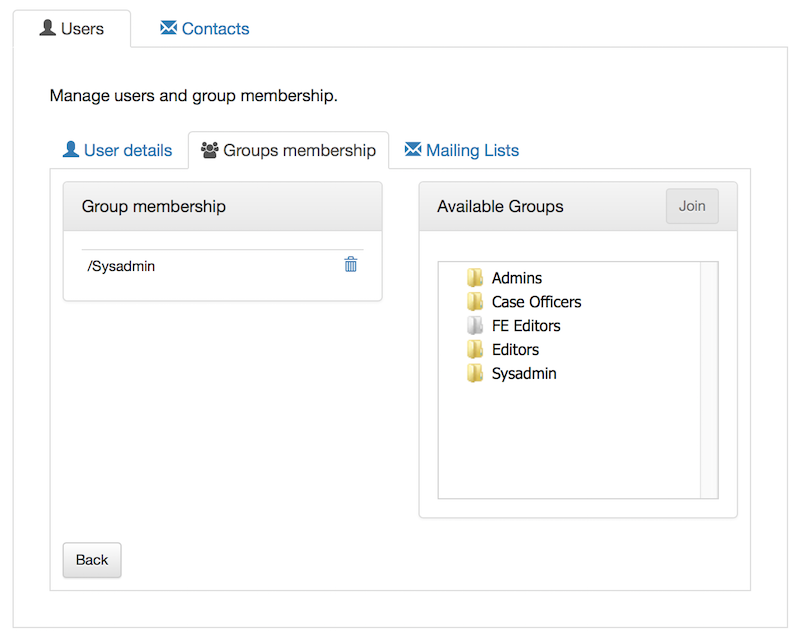 Users Contacts
Manage users and group membership.
User details Groups membership Mailing Lists
Group membership
/Sysadmin
Available Groups Join
Admins
Case Officers
FE Editors
Editors
Sysadmin
Back